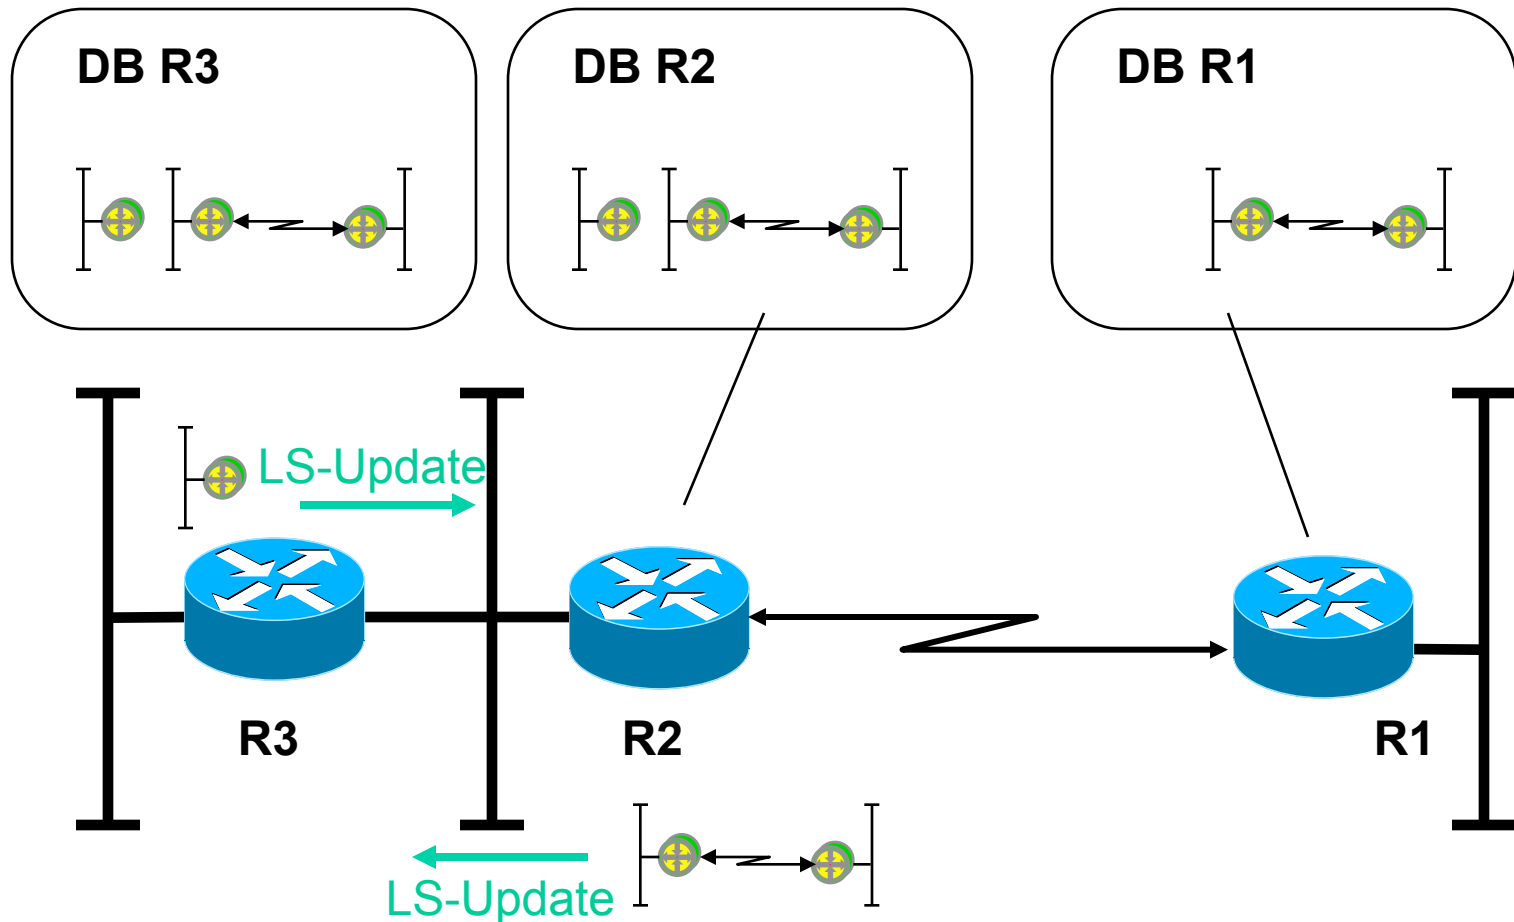 DB R3
DB R2
DB R1
LS-Update
R3
R2
R1
LS-Update